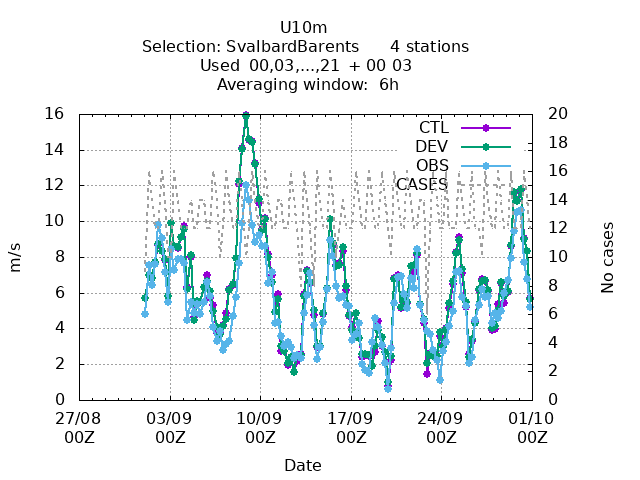 U10m
Selection: SvalbardBarents 4 stations
Used 00,03,...,21 + 00 03
Averaging window: 6h
16 20
CTL
14 18
DEV
OBS
12 16
CASES
14
10
12
8 10
m/s No cases
6 8
6
4
4
2
2
0 0
27/08 03/09 10/09 17/09 24/09 01/10
00Z 00Z 00Z 00Z 00Z 00Z
Date